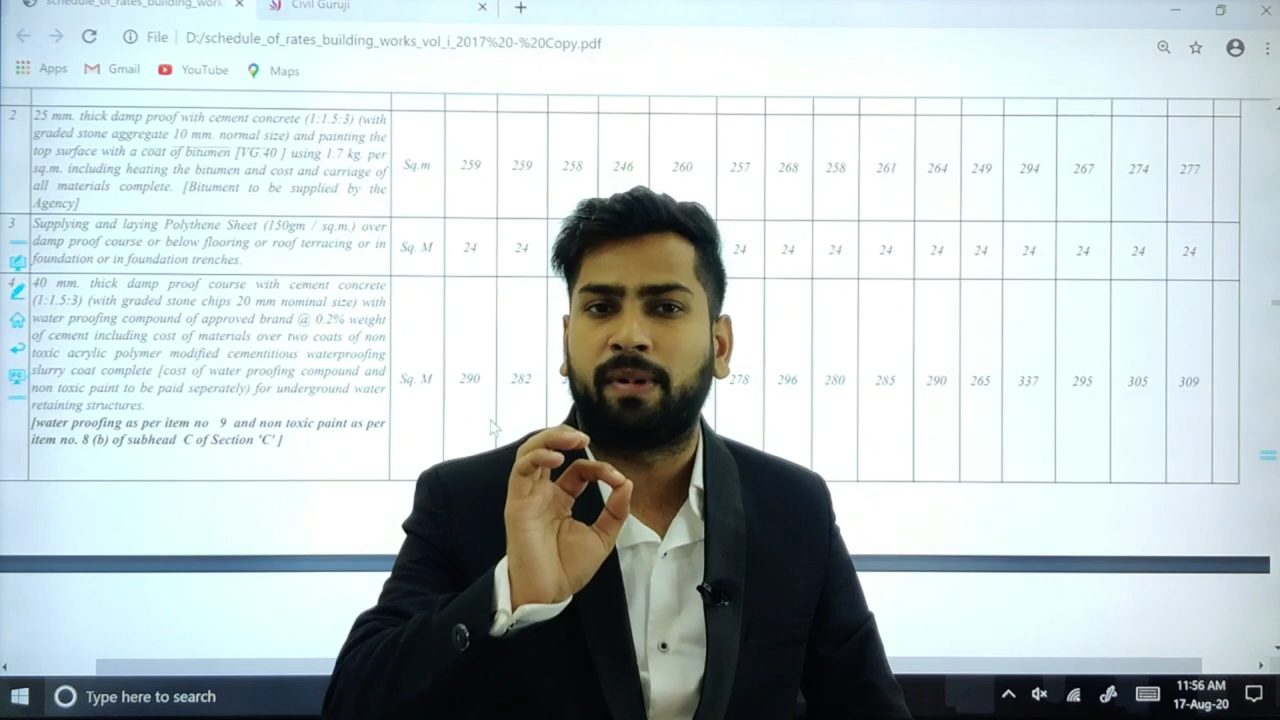 schedule_of_rates_building_work
Civil Guruji
File D:/schedule_of_rates_building_works_vol_i_2017%20-%20Copy.pdf
Apps Gmail YouTube Maps
2 25 mm. thick damp proof with cement concrete (1:1.5:3) (with
graded stone aggregate 10 mm. normal size) and painting the
top surface with a coat of bitumen [VG.40 ] using 1.7 kg. per
sq.m. including heating the bitumen and cost and carriage of
all materials complete. [Bitument to be supplied by the
Agency]
Sq.m 259 259 258 246 260 257 268 258 261 264 249 294 267 274 277
3 Supplying and laying Polythene Sheet (150gm / sq.m.) over
damp proof course or below flooring or roof terracing or in
foundation or in foundation trenches.
Sq. M 24 24 24 24 24 24 24 24 24 24 24 24
4 40 mm. thick damp proof course with cement concrete
(1:1.5:3) (with graded stone chips 20 mm nominal size) with
water proofing compound of approved brand @ 0.2% weight
of cement including cost of materials over two coats of non
toxic acrylic polymer modified cementitious waterproofing
slurry coat complete [cost of water proofing compound and
non toxic paint to be paid seperately) for underground water
retaining structures.
[water proofing as per item no 9 and non toxic paint as per
item no. 8 (b) of subhead C of Section 'C' ]
Sq. M 290 282 278 296 280 285 290 265 337 295 305 309
Type here to search
11:56 AM
17-Aug-20